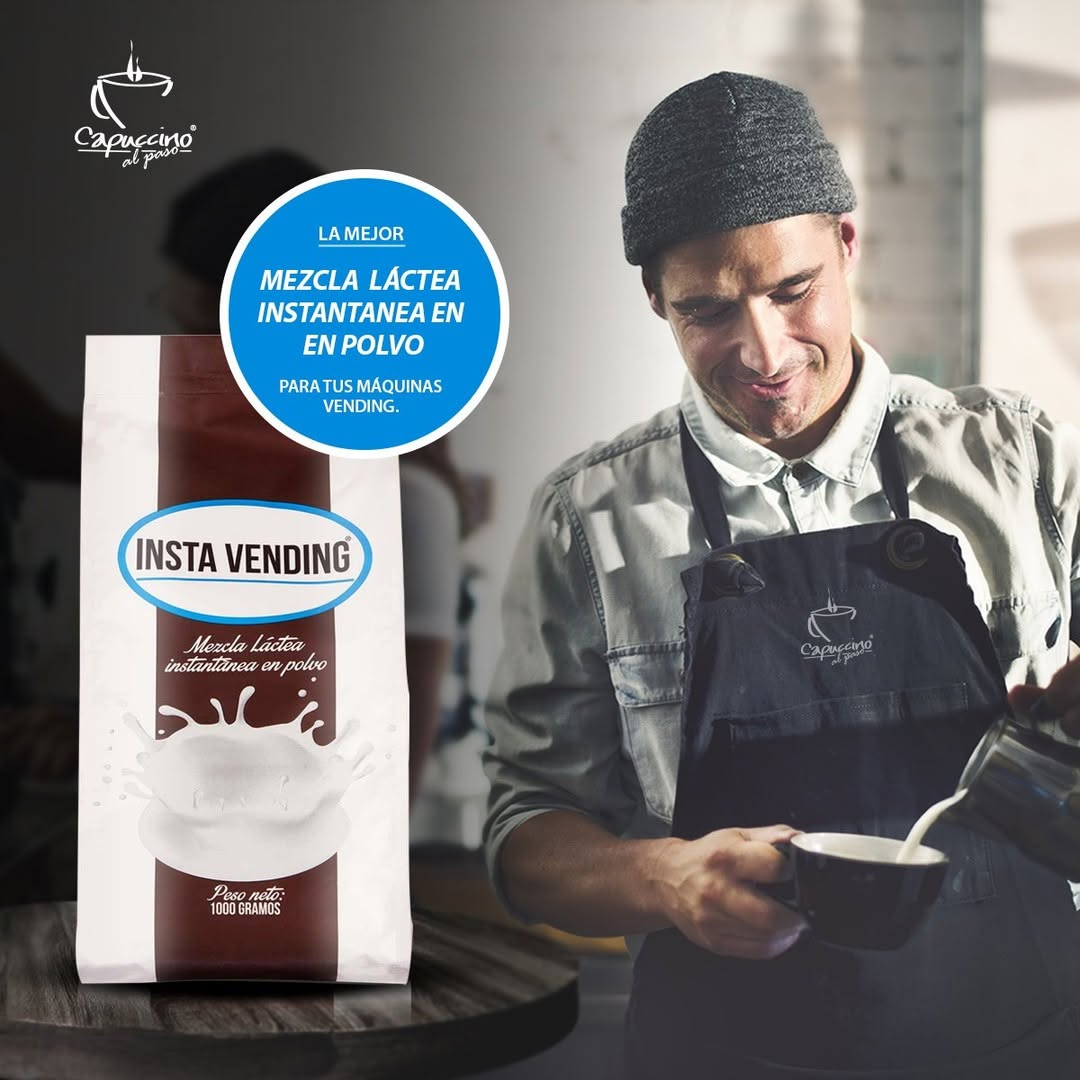 Capuccino®
al paso
LA MEJOR
MEZCLA LÁCTEA
INSTANTANEA EN
EN POLVO
PARA TUS MÁQUINAS
VENDING.
INSTA VENDING®
Mezcla Láctea
instantánea en polvo
Peso neto:
1000 GRAMOS
Capuccino®
al paso